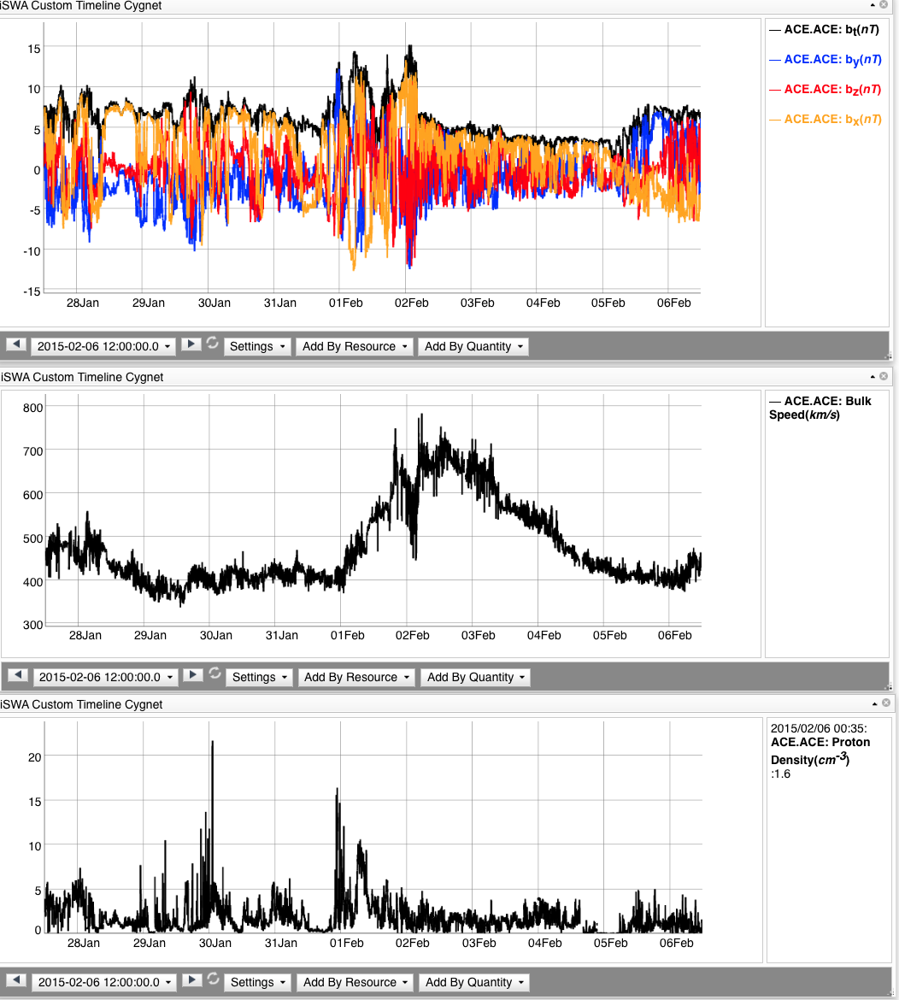 iSWA Custom Timeline Cygnet
— ACE.ACE: bt(nT)
— ACE.ACE: by(nT)
— ACE.ACE: bz(nT)
— ACE.ACE: bx(nT)
15
10
5
0
-5
-10
-15
28Jan 29Jan 30Jan 31Jan 01Feb 02Feb 03Feb 04Feb 05Feb 06Feb
2015-02-06 12:00:00.0 Settings Add By Resource Add By Quantity
iSWA Custom Timeline Cygnet
— ACE.ACE: Bulk
Speed(km/s)
800
700
600
500
400
300
28Jan 29Jan 30Jan 31Jan 01Feb 02Feb 03Feb 04Feb 05Feb 06Feb
2015-02-06 12:00:00.0 Settings Add By Resource Add By Quantity
iSWA Custom Timeline Cygnet
2015/02/06 00:35:
ACE.ACE: Proton
Density(cm-3)
:1.6
20
15
10
5
0
28Jan 29Jan 30Jan 31Jan 01Feb 02Feb 03Feb 04Feb 05Feb 06Feb
2015-02-06 12:00:00.0 Settings Add By Resource Add By Quantity